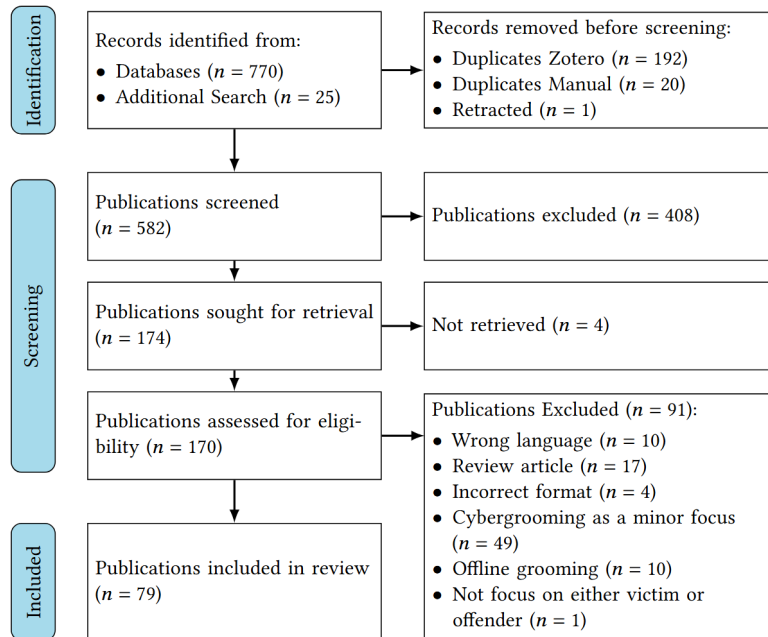 Identification
Records identified from:
• Databases (n = 770)
• Additional Search (n = 25)
Records removed before screening:
• Duplicates Zotero (n = 192)
• Duplicates Manual (n = 20)
• Retracted (n = 1)
Screening
Publications screened
(n = 582)
Publications excluded (n = 408)
Publications sought for retrieval
(n = 174)
Not retrieved (n = 4)
Publications assessed for eligi-
bility (n = 170)
Publications Excluded (n = 91):
• Wrong language (n = 10)
• Review article (n = 17)
• Incorrect format (n = 4)
• Cybergrooming as a minor focus
(n = 49)
• Offline grooming (n = 10)
• Not focus on either victim or
offender (n = 1)
Included
Publications included in review
(n = 79)